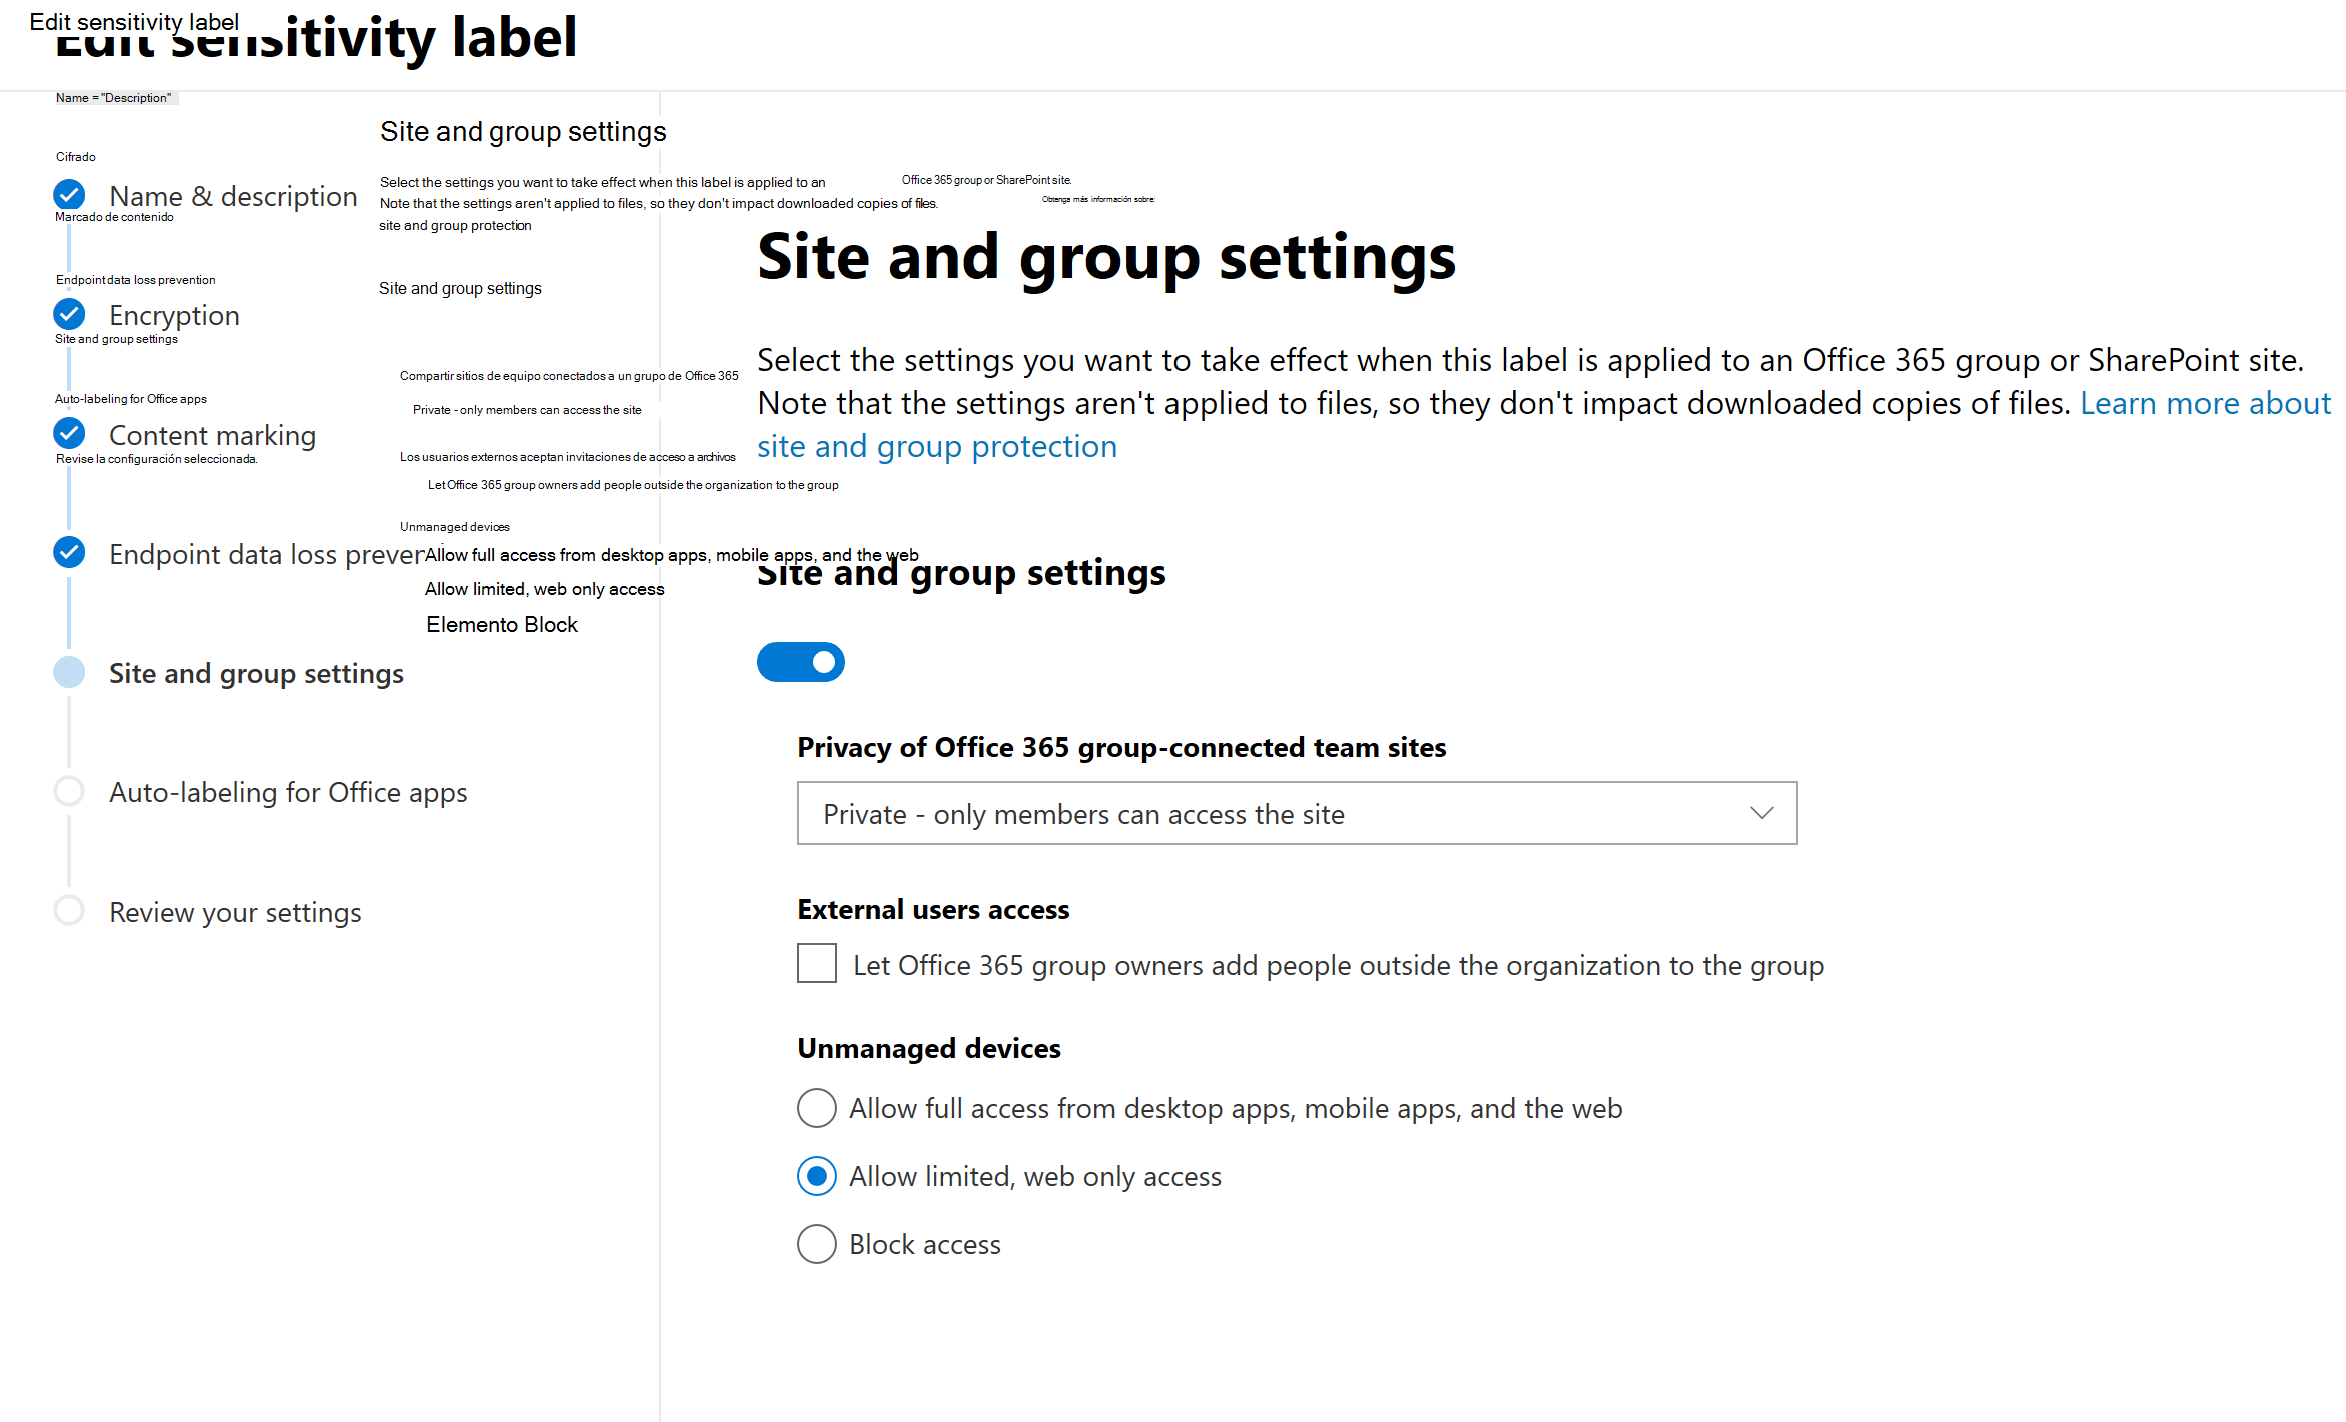 Edit sensitivity label
Edit sensitivity label
Name = "Description"
Cifrado
Name & description
Marcado de contenido
Endpoint data loss prevention
Encryption
Site and group settings
Auto-labeling for Office apps
Content marking
Revise la configuración seleccionada.
Endpoint data loss preven
Site and group settings
Auto-labeling for Office apps
Review your settings
Site and group settings
Select the settings you want to take effect when this label is applied to an Office 365 group or SharePoint site.
Note that the settings aren't applied to files, so they don't impact downloaded copies of files. Obtenga más información sobre:
site and group protection
Site and group settings
Compartir sitios de equipo conectados a un grupo de Office 365
Private - only members can access the site
Los usuarios externos aceptan invitaciones de acceso a archivos
Let Office 365 group owners add people outside the organization to the group
Unmanaged devices
Allow full access from desktop apps, mobile apps, and the web
Allow limited, web only access
Elemento Block
Site and group settings
Select the settings you want to take effect when this label is applied to an Office 365 group or SharePoint site.
Note that the settings aren't applied to files, so they don't impact downloaded copies of files. Learn more about
site and group protection
Site and group settings
Privacy of Office 365 group-connected team sites
Private - only members can access the site
External users access
Let Office 365 group owners add people outside the organization to the group
Unmanaged devices
Allow full access from desktop apps, mobile apps, and the web
Allow limited, web only access
Block access